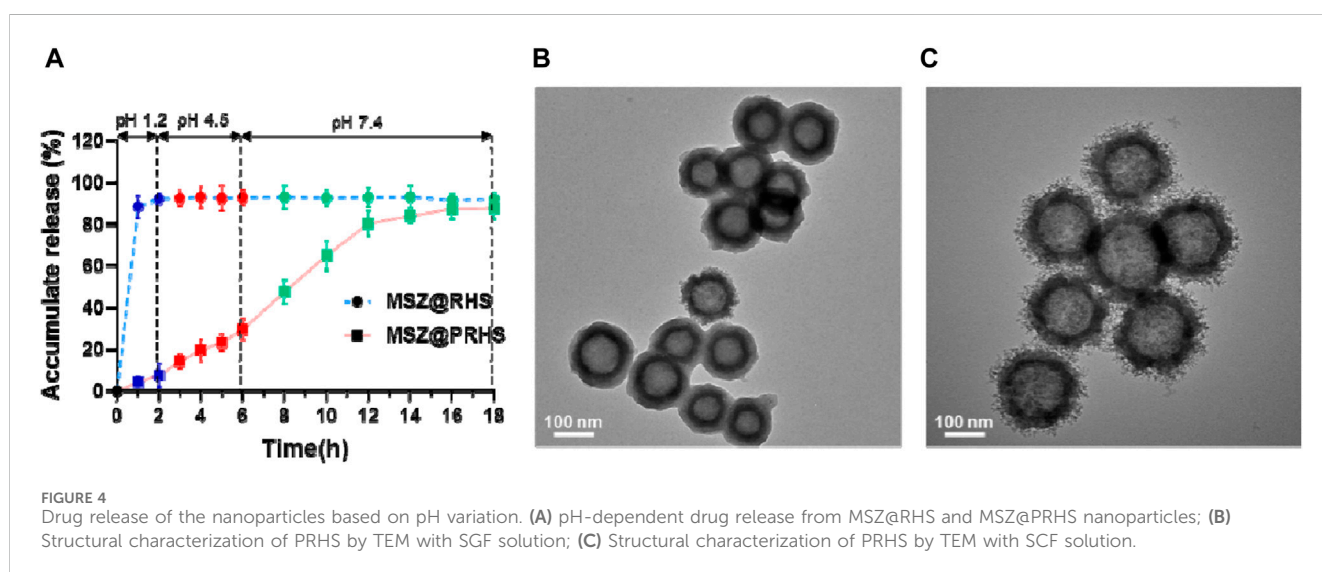 A
B
C
pH 1.2 pH 4.5 pH 7.4
Accumulate release (%)
120
100
80
60
40
20
0
MSZ@RHS
MSZ@PRHS
0 2 4 6 8 10 12 14 16 18
Time(h)
100 nm
100 nm
FIGURE 4
Drug release of the nanoparticles based on pH variation. (A) pH-dependent drug release from MSZ@RHS and MSZ@PRHS nanoparticles; (B)
Structural characterization of PRHS by TEM with SGF solution; (C) Structural characterization of PRHS by TEM with SCF solution.